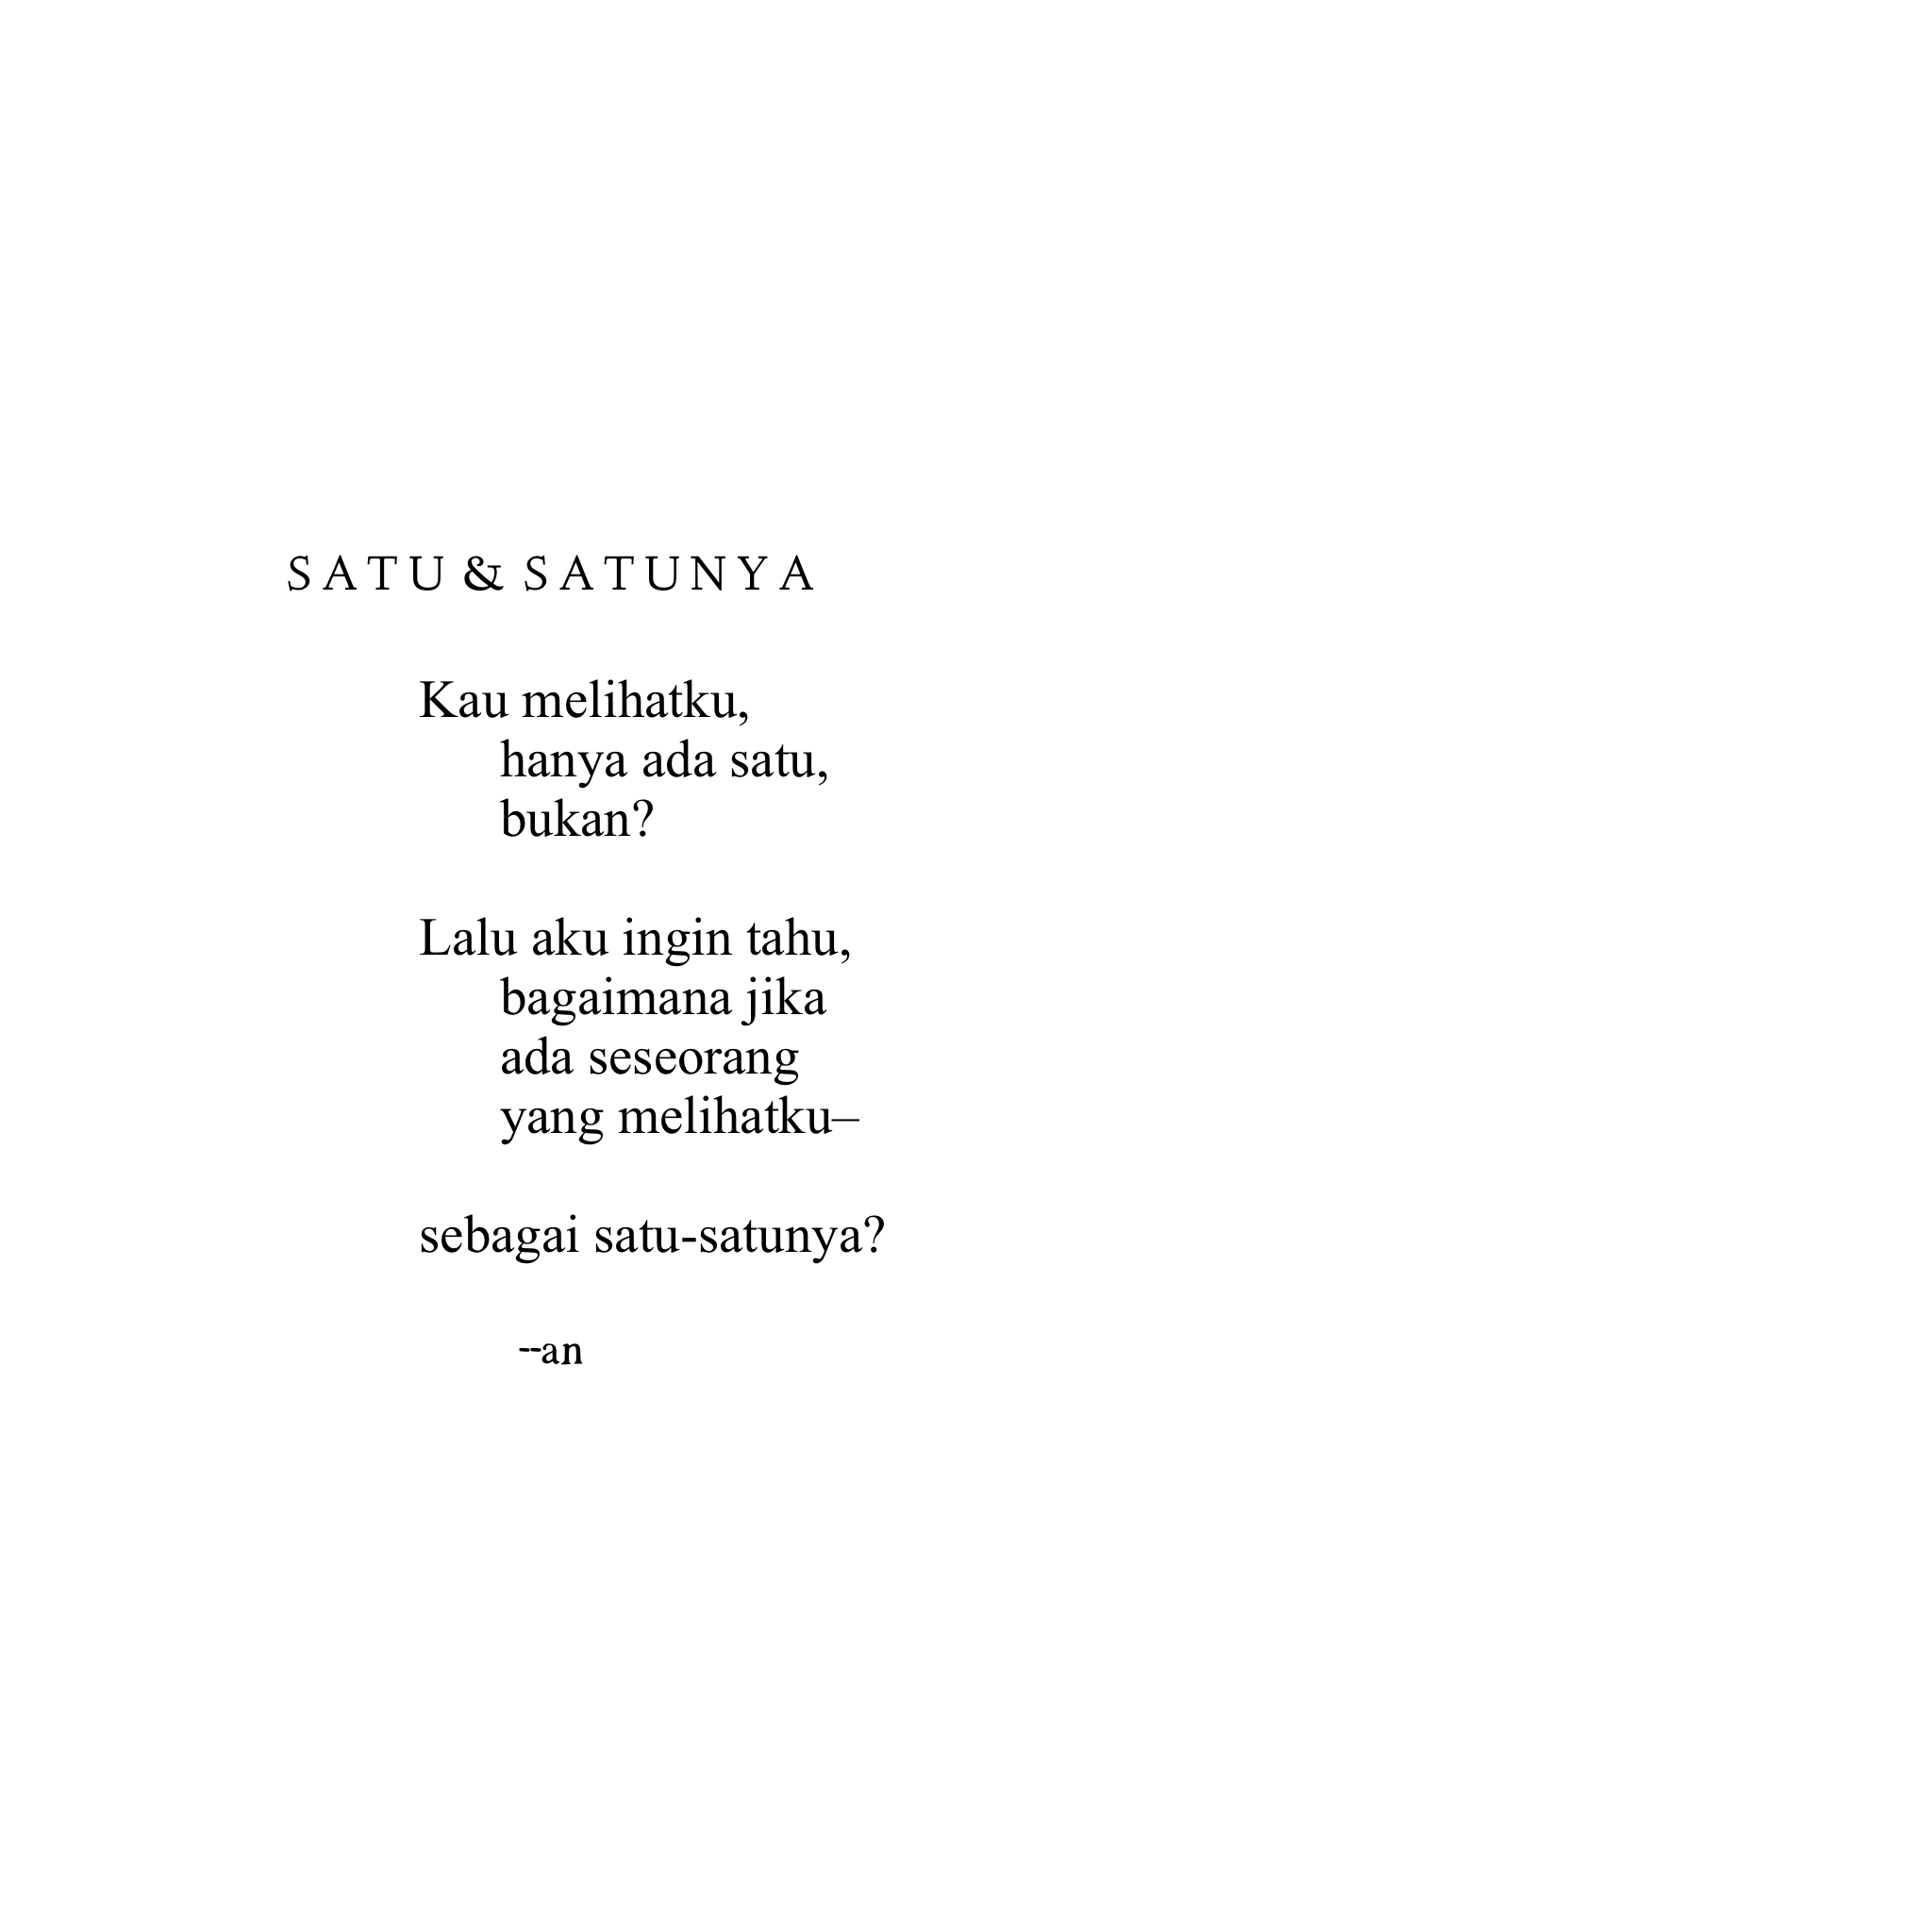 SATU & SATUNYA
Kau melihatku,
hanya ada satu,
bukan?
Lalu aku ingin tahu,
bagaimana jika
ada seseorang
yang melihatku–
sebagai satu-satunya?
--an